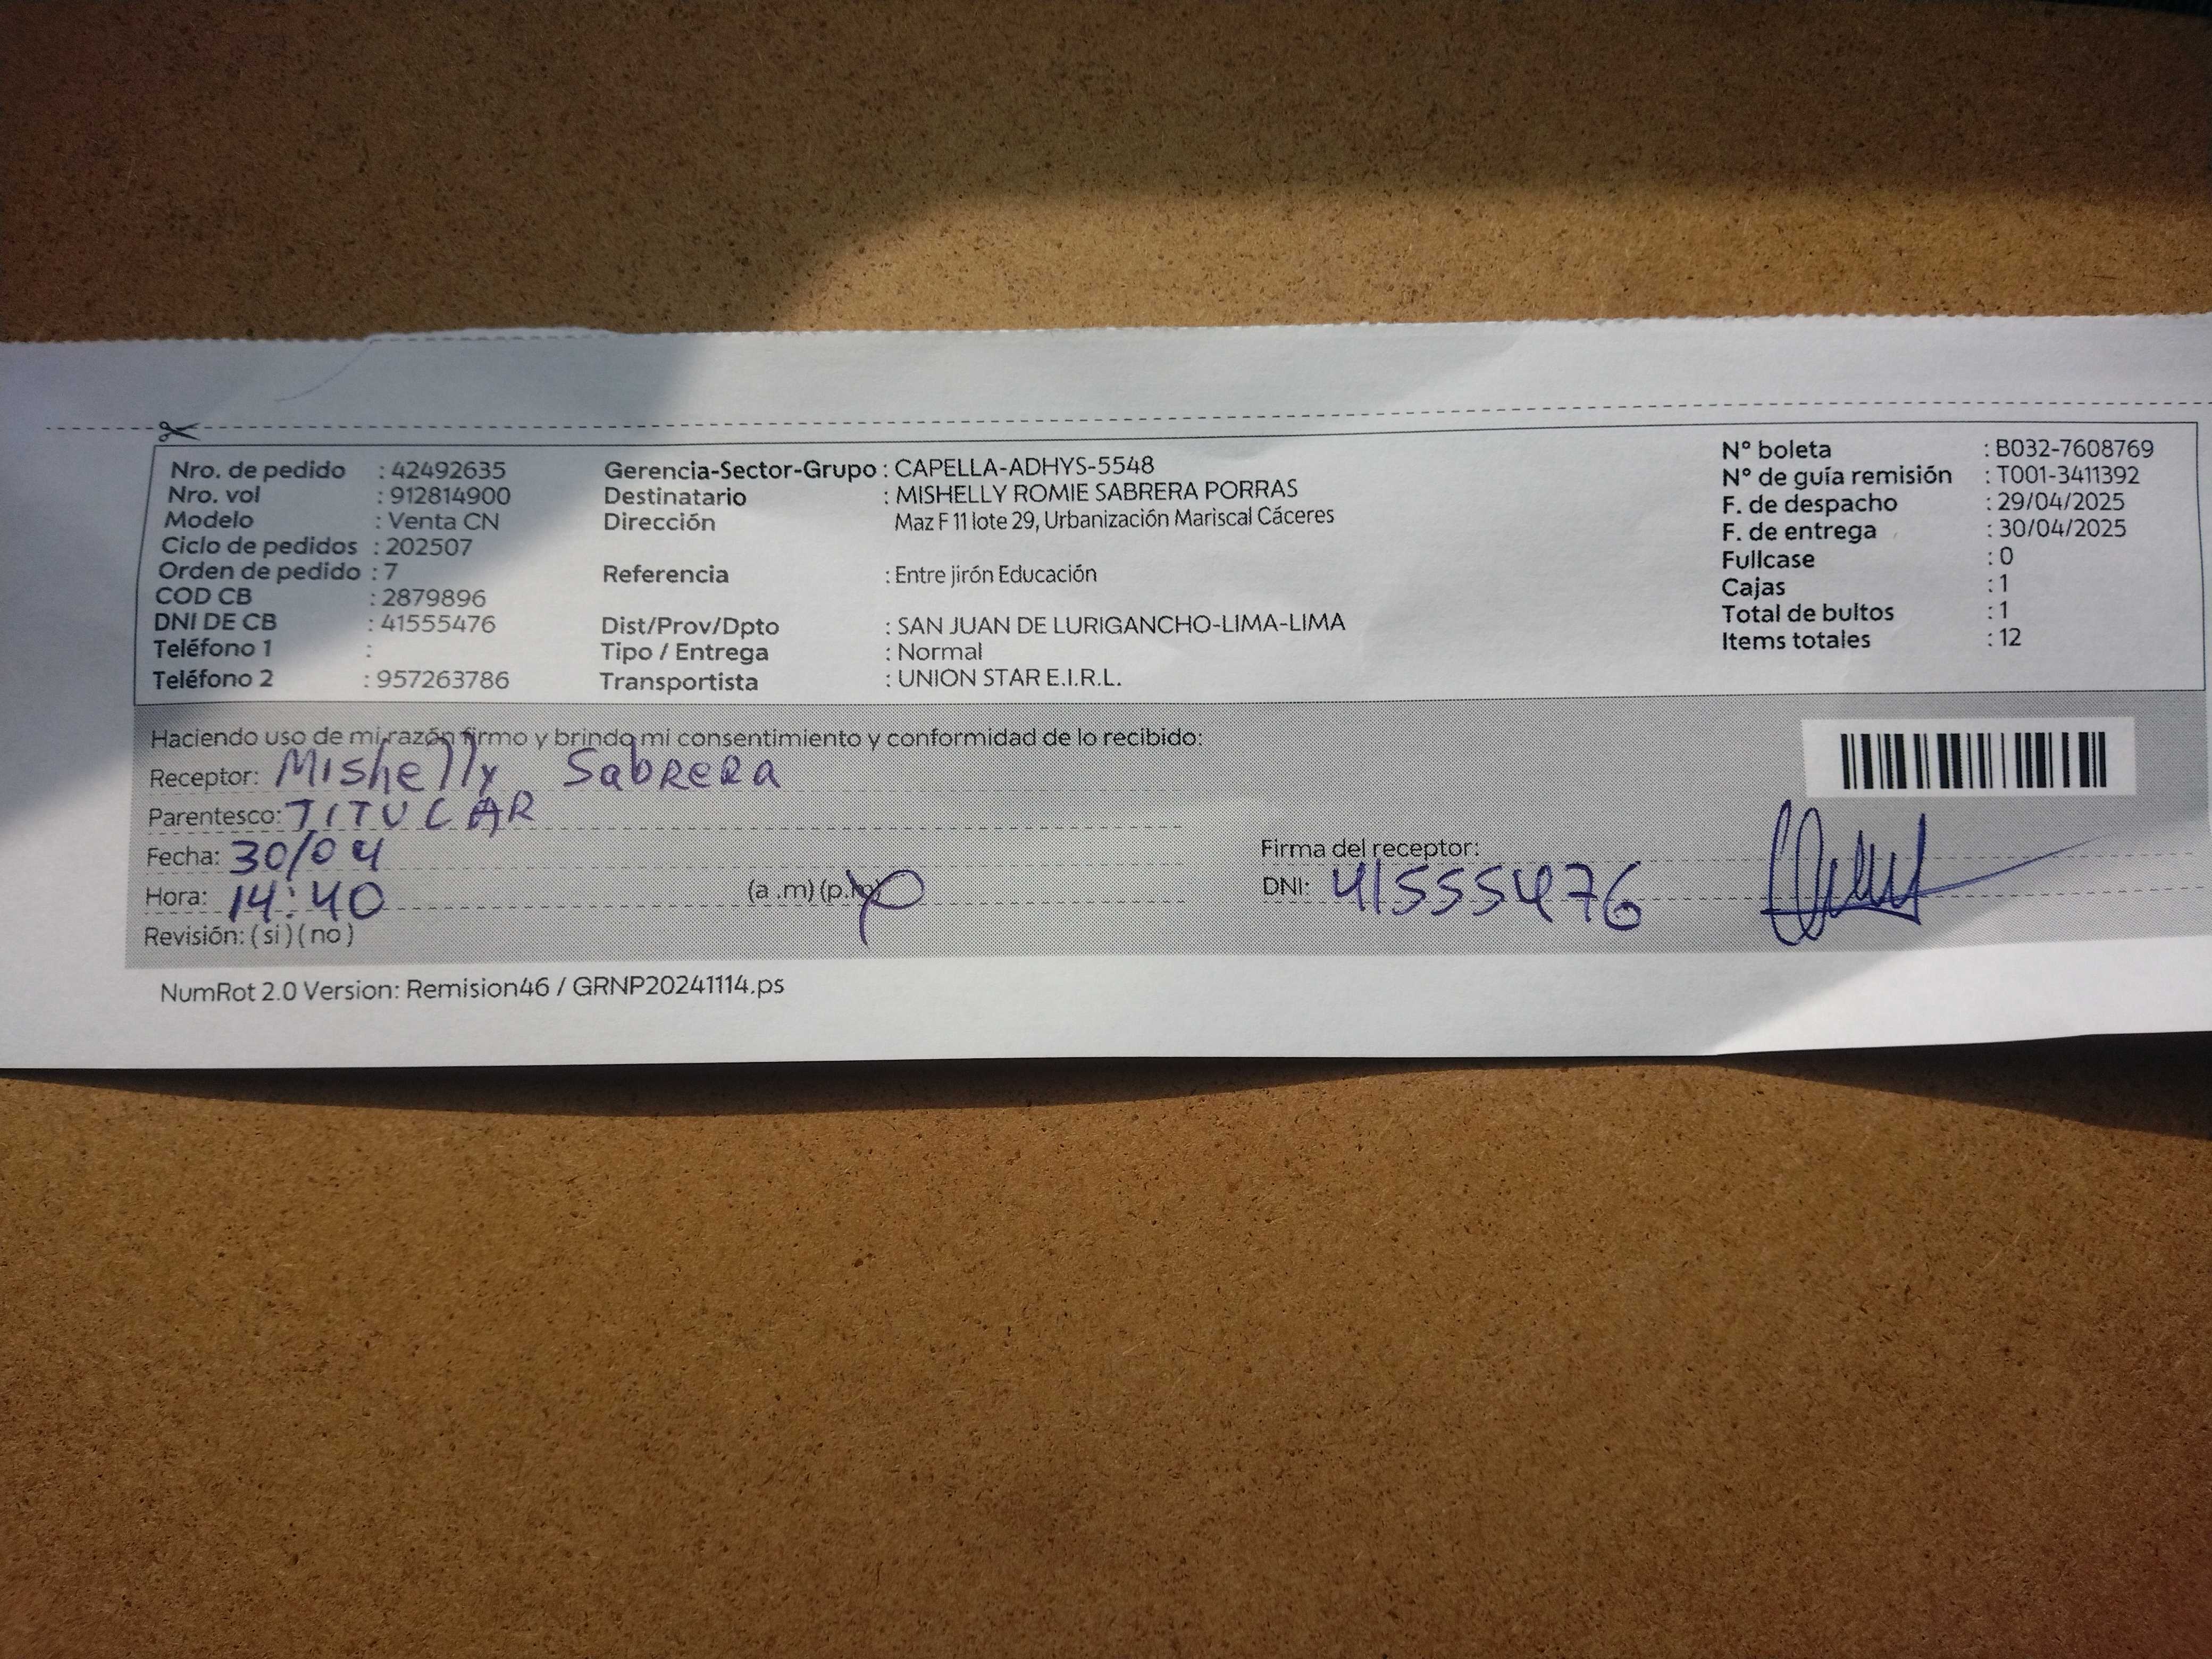 Nro. de pedido : 42492635
Nro. vol : 912814900
Modelo : Venta CN
Ciclo de pedidos : 202507
Orden de pedido : 7
COD CB : 2879896
DNI DE CB : 41555476
Teléfono 1 :
Teléfono 2 : 957263786
Gerencia-Sector-Grupo : CAPELLA-ADHYS-5548
Destinatario : MISHELLY ROMIE SABRERA PORRAS
Dirección Maz F 11 lote 29, Urbanización Mariscal Cáceres
Referencia : Entre jirón Educación
Dist/Prov/Dpto : SAN JUAN DE LURIGANCHO-LIMA-LIMA
Tipo / Entrega : Normal
Transportista : UNION STAR E.I.R.L.
N° boleta : B032-7608769
N° de guía remisión : T001-3411392
F. de despacho : 29/04/2025
F. de entrega : 30/04/2025
Fullcase : 0
Cajas : 1
Total de bultos : 1
Items totales : 12
Haciendo uso de mi razón firmo y brindo mi consentimiento y conformidad de lo recibido:
Receptor: Mishelly Sabrera
Parentesco: TITULAR
Fecha: 30/04
Hora: 14:40 (a .m) (p.m)
Revisión: (si) (no)
Firma del receptor:
DNI: 41555476
NumRot 2.0 Version: Remision46 / GRNP20241114.ps